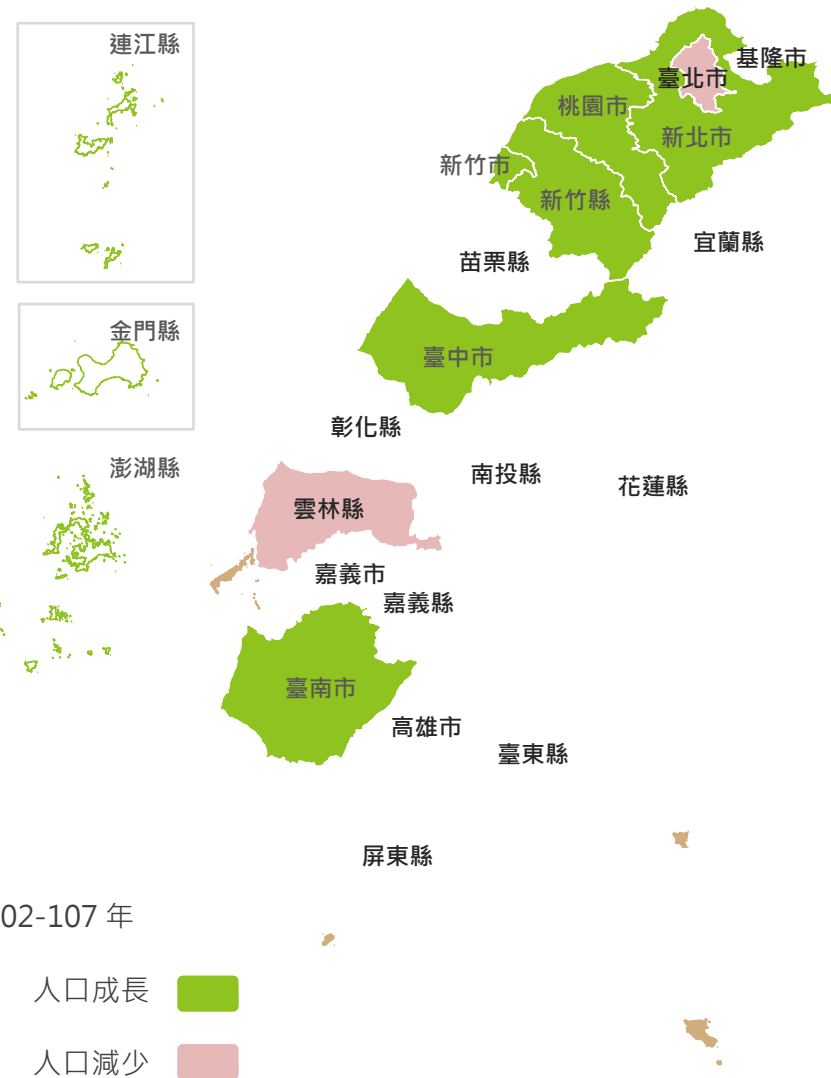 連江縣
基隆市
臺北市
桃園市
新北市
新竹市
新竹縣
宜蘭縣
苗栗縣
金門縣
臺中市
彰化縣
澎湖縣
南投縣
花蓮縣
雲林縣
嘉義市
嘉義縣
臺南市
高雄市
臺東縣
屏東縣
02-107 年
人口成長
人口減少